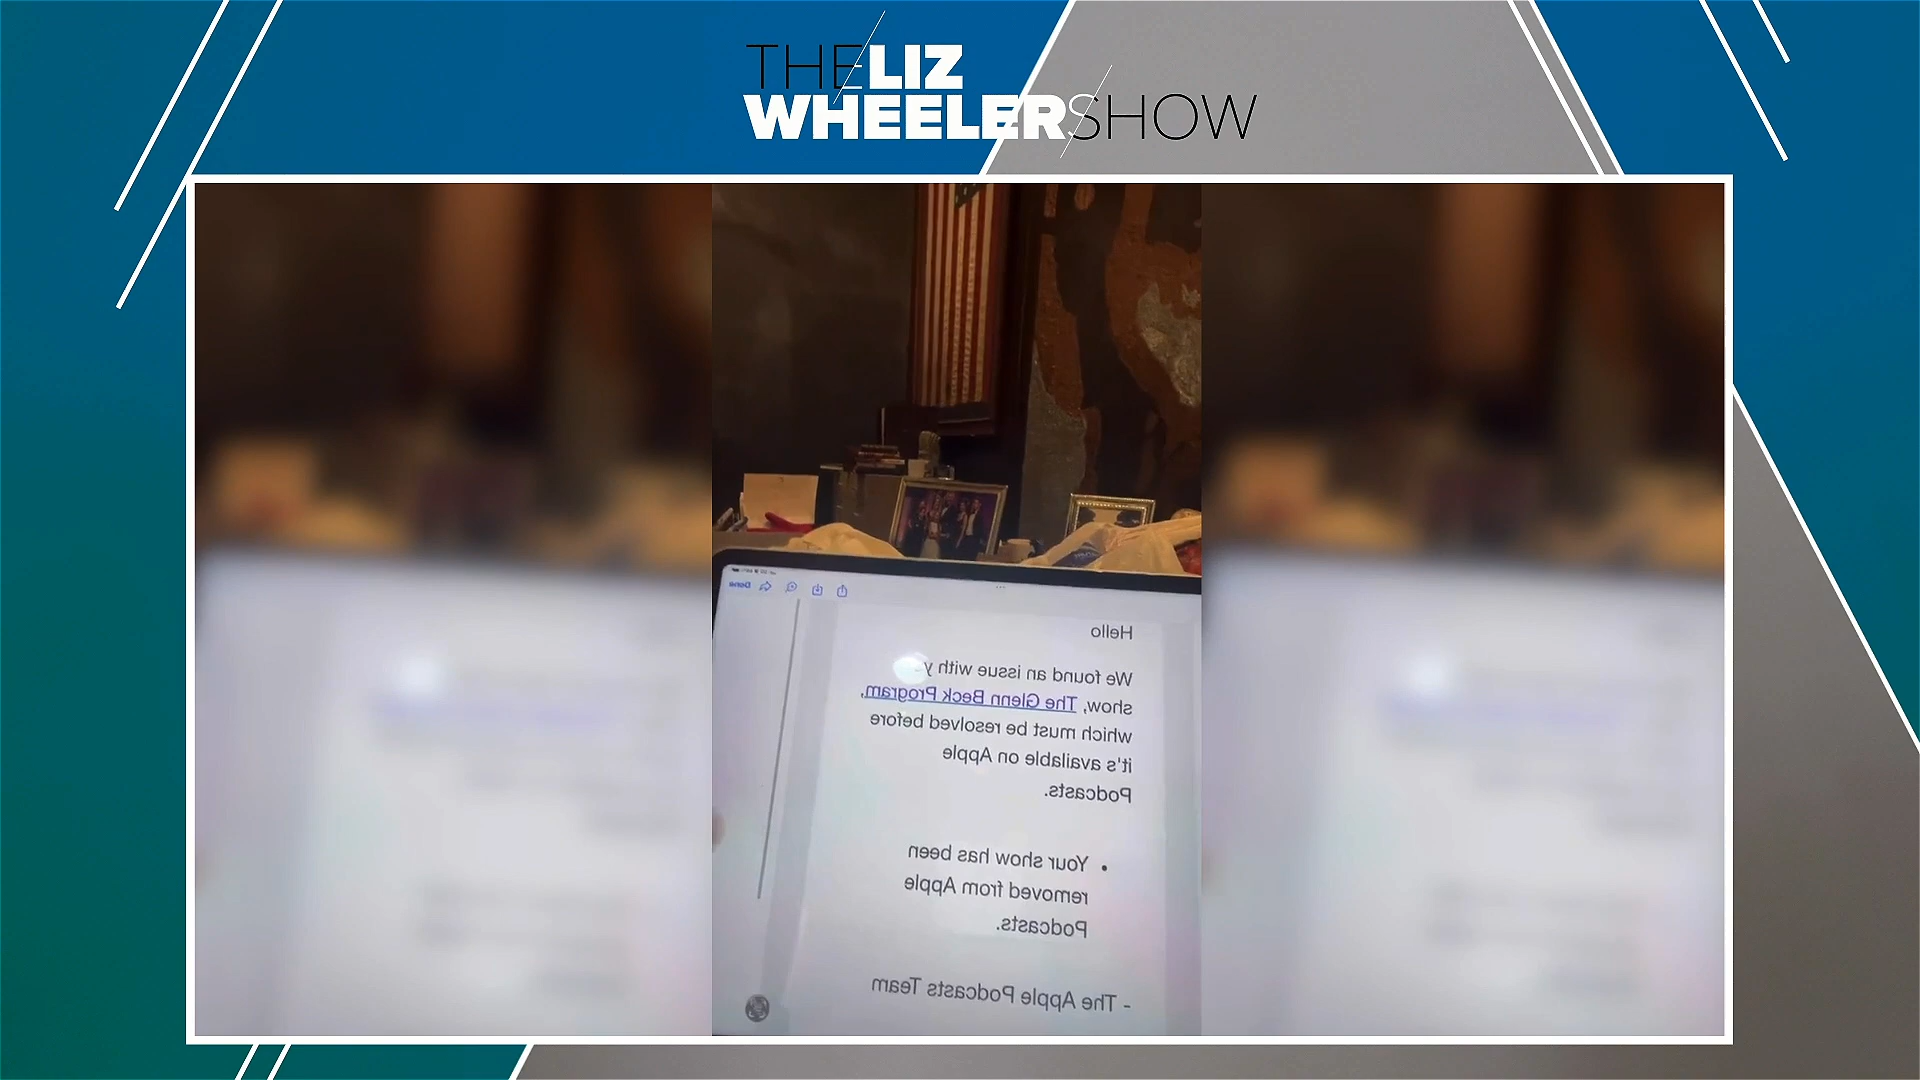 THE LIZ
WHEELER SHOW
Done
Hello
We found an issue with y
show, The Glenn Beck Program,
which must be resolved before
it's available on Apple
Podcasts.
• Your show has been
removed from Apple
Podcasts.
- The Apple Podcasts Team